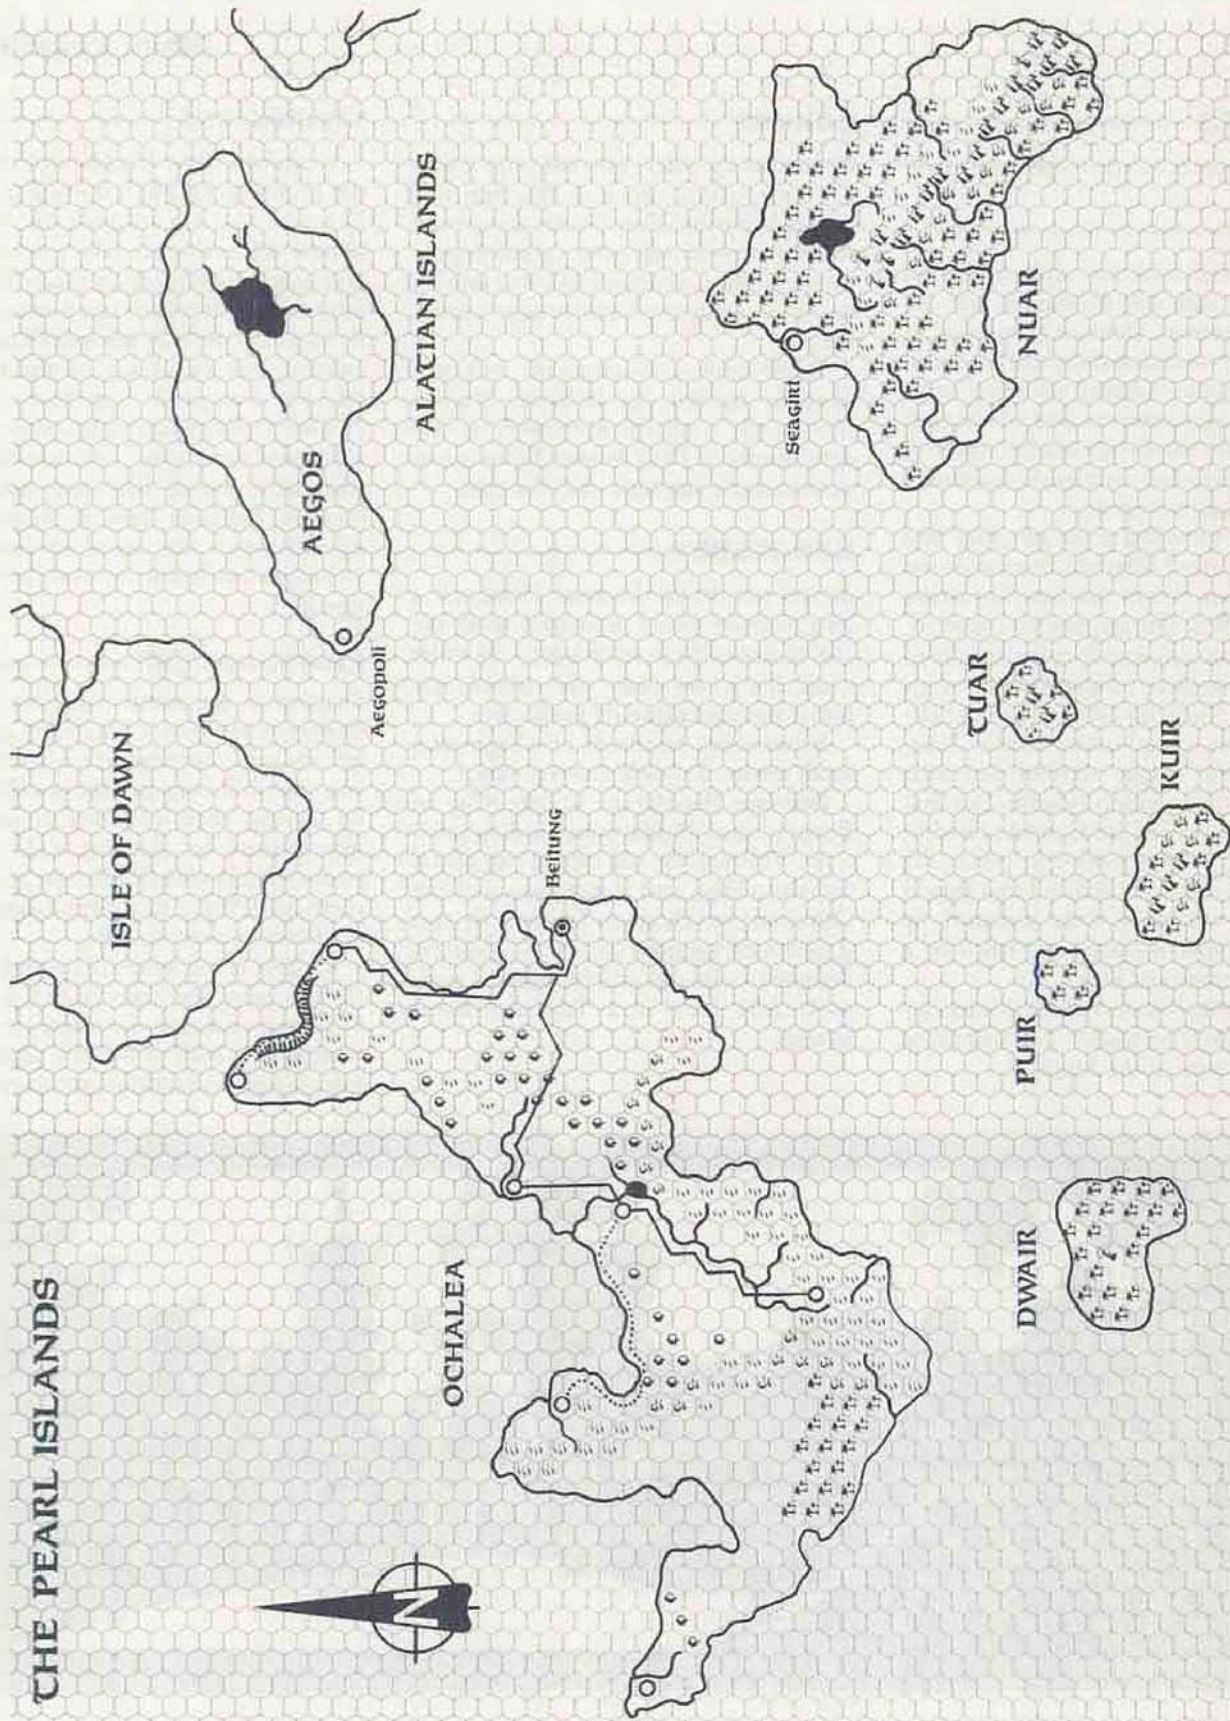 THE PEARL ISLANDS
ISLE OF DAWN
N
AEGOS
Aegopoli
ALATIAN ISLANDS
OCHALEA
Beitung
Seagirt
TUAR
NUAR
DWAIR
PUIR
KUIR